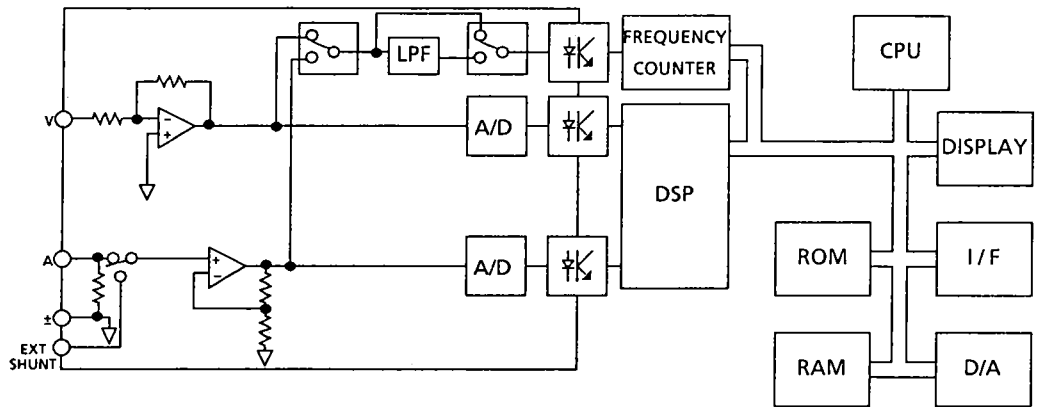 FREQUENCY
COUNTER
CPU
LPF
V
−
+
A/D
DSP
DISPLAY
A
+
−
A/D
±
EXT
SHUNT
ROM
I/F
RAM
D/A